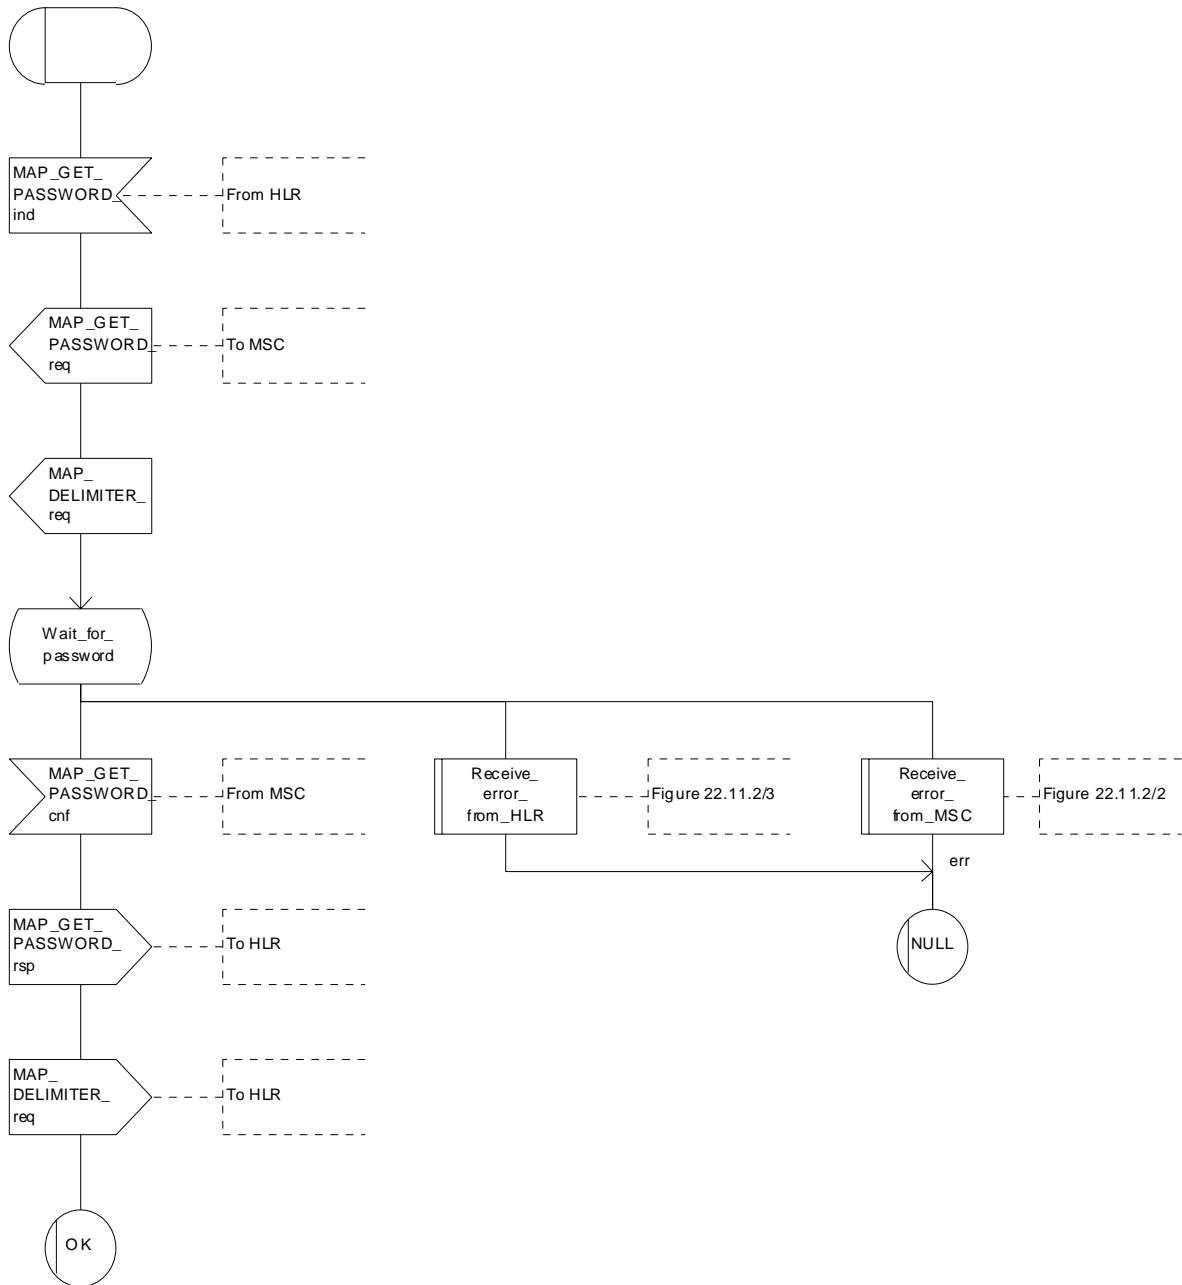 MAP_GET_
PASSWORD_
ind
From HLR
MAP_GET_
PASSWORD_
req
To MSC
MAP_
DELIMITER_
req
Wait_for_
password
MAP_GET_
PASSWORD_
cnf
From MSC
Receive_
error_
from_HLR
Figure 22.11.2/3
Receive_
error_
from_MSC
Figure 22.11.2/2
err
MAP_GET_
PASSWORD_
rsp
To HLR
NULL
MAP_
DELIMITER_
req
To HLR
OK